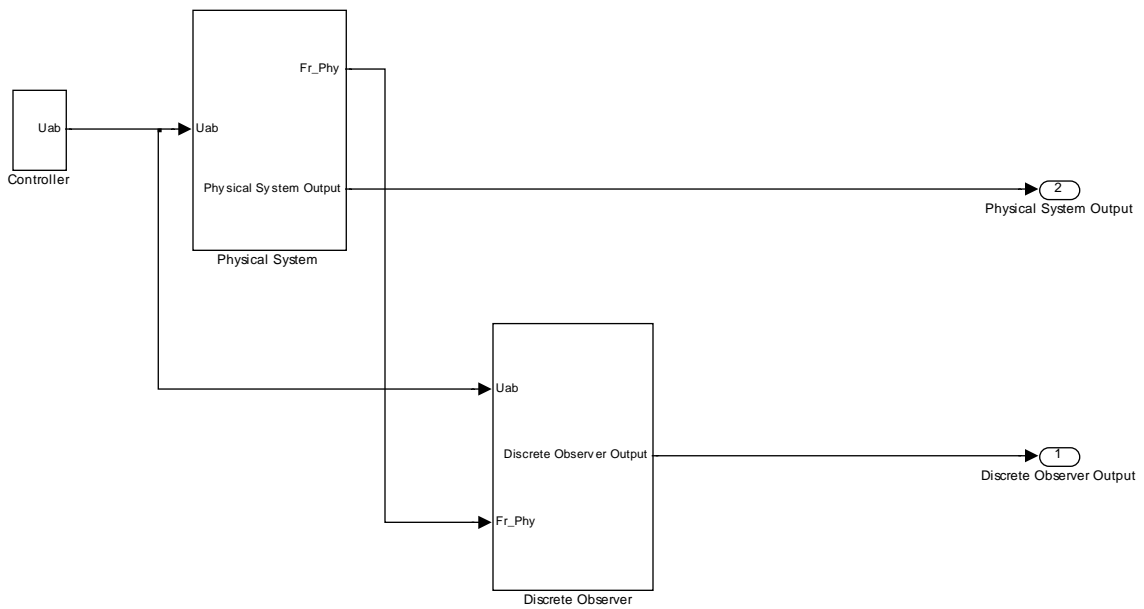 Fr_Phy
Uab
Uab
Controller
Physical System Output
2
Physical System Output
Physical System
Uab
Discrete Observer Output
1
Discrete Observer Output
Fr_Phy
Discrete Observer